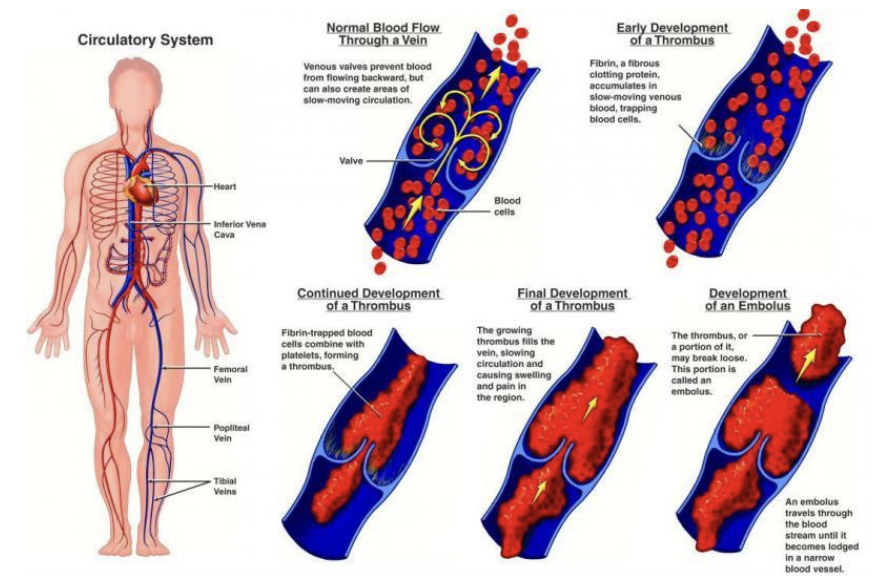 Circulatory System
Heart
Inferior Vena
Cava
Femoral
Vein
Popliteal
Vein
Tibial
Veins
Normal Blood Flow
Through a Vein
Venous valves prevent blood
from flowing backward, but
can also create areas of
slow-moving circulation.
Valve
Blood
cells
Early Development
of a Thrombus
Fibrin, a fibrous
clotting protein,
accumulates in
slow-moving venous
blood, trapping
blood cells.
Continued Development
of a Thrombus
Fibrin-trapped blood
cells combine with
platelets, forming
a thrombus.
Final Development
of a Thrombus
The growing
thrombus fills the
vein, slowing
circulation and
causing swelling
and pain in
the region.
Development
of an Embolus
The thrombus, or
a portion of it,
may break loose.
This portion is
called an
embolus.
An embolus
travels through
the blood
stream until it
becomes lodged
in a narrow
blood vessel.